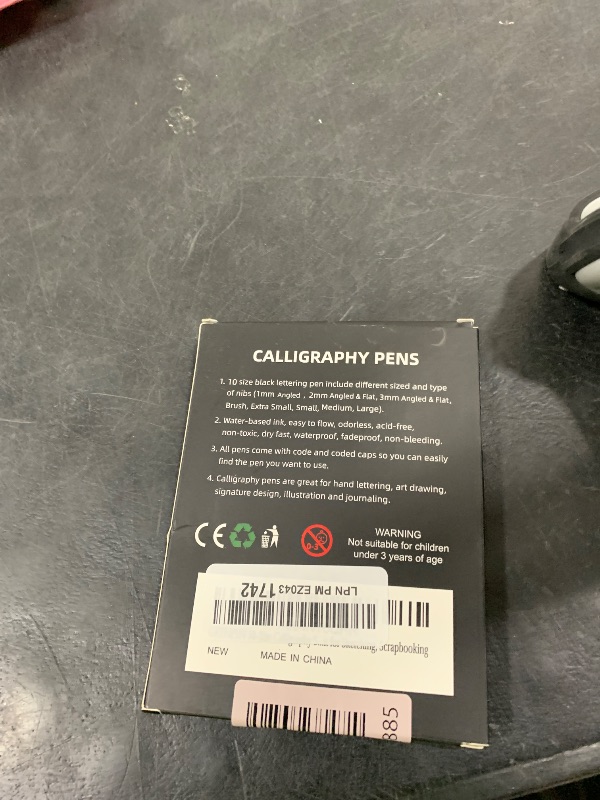 CALLIGRAPHY PENS
1. 10 size black lettering pen include different sized and type
of nibs (1mm Angled , 2mm Angled & Flat, 3mm Angled & Flat,
Brush, Extra Small, Small, Medium, Large).
2. Water-based ink, easy to flow, odorless, acid-free,
non-toxic, dry fast, waterproof, fadeproof, non-bleeding.
3. All pens come with code and coded caps so you can easily
find the pen you want to use.
4. Calligraphy pens are great for hand lettering, art drawing,
signature design, illustration and journaling.
CE
0-3
WARNING
Not suitable for children
under 3 years of age
LPN PM EZ0431742
Scrapbooking
NEW
MADE IN CHINA
885